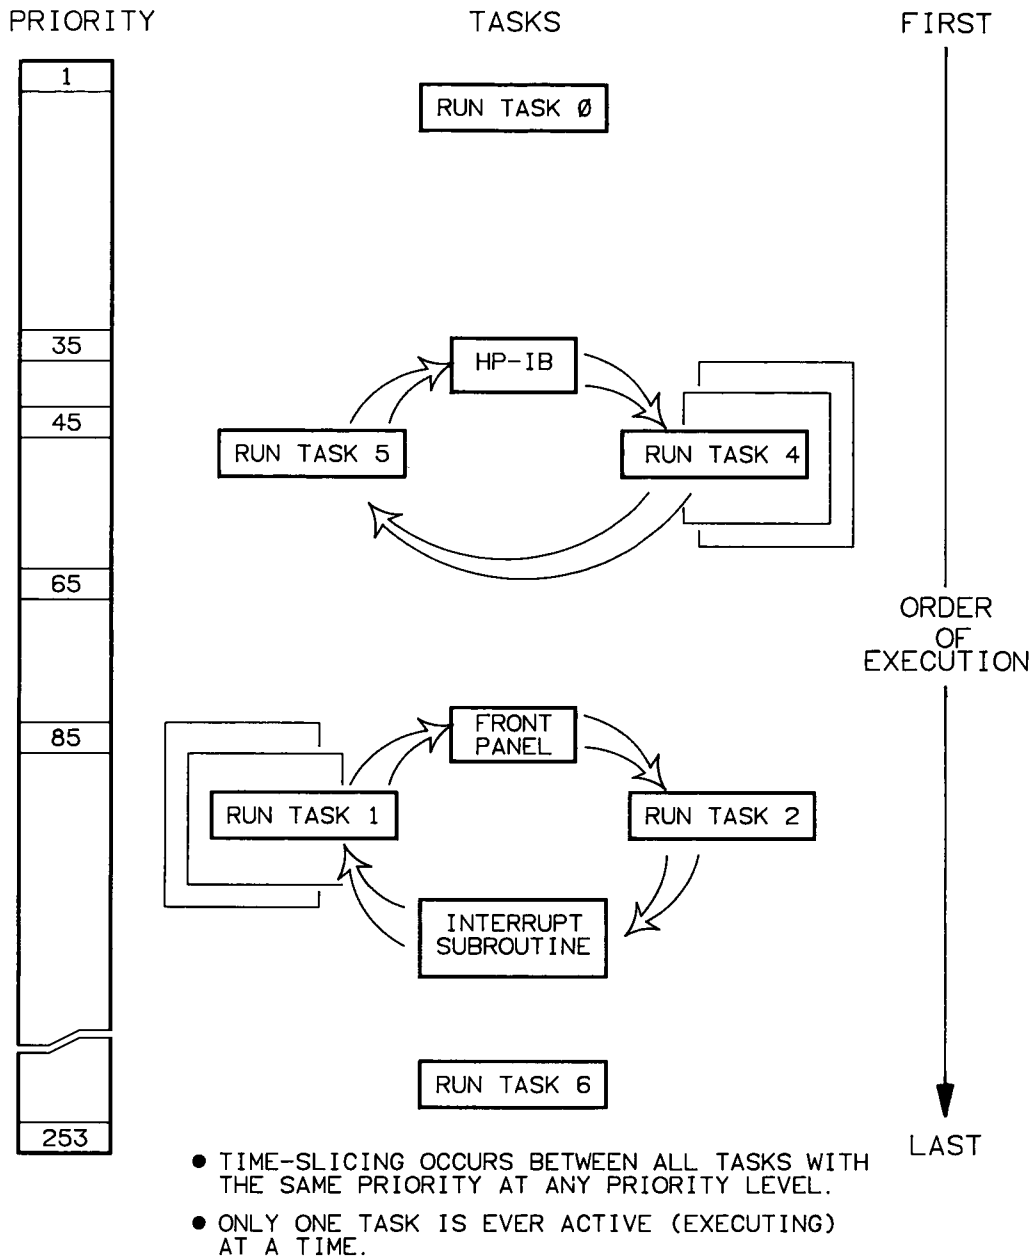 PRIORITY
TASKS
FIRST
1
RUN TASK Ø
35
HP-IB
45
RUN TASK 5
RUN TASK 4
65
ORDER
OF
EXECUTION
85
FRONT
PANEL
RUN TASK 1
RUN TASK 2
INTERRUPT
SUBROUTINE
RUN TASK 6
253
LAST
● TIME-SLICING OCCURS BETWEEN ALL TASKS WITH
THE SAME PRIORITY AT ANY PRIORITY LEVEL.
● ONLY ONE TASK IS EVER ACTIVE (EXECUTING)
AT A TIME.